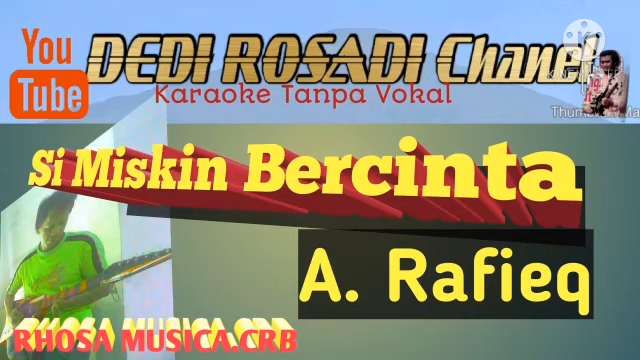 You
Tube
DEDI ROSADI Chanel
Karaoke Tanpa Vokal
Si Miskin Bercinta
A. Rafieq
RHOSA MUSICA.CRB